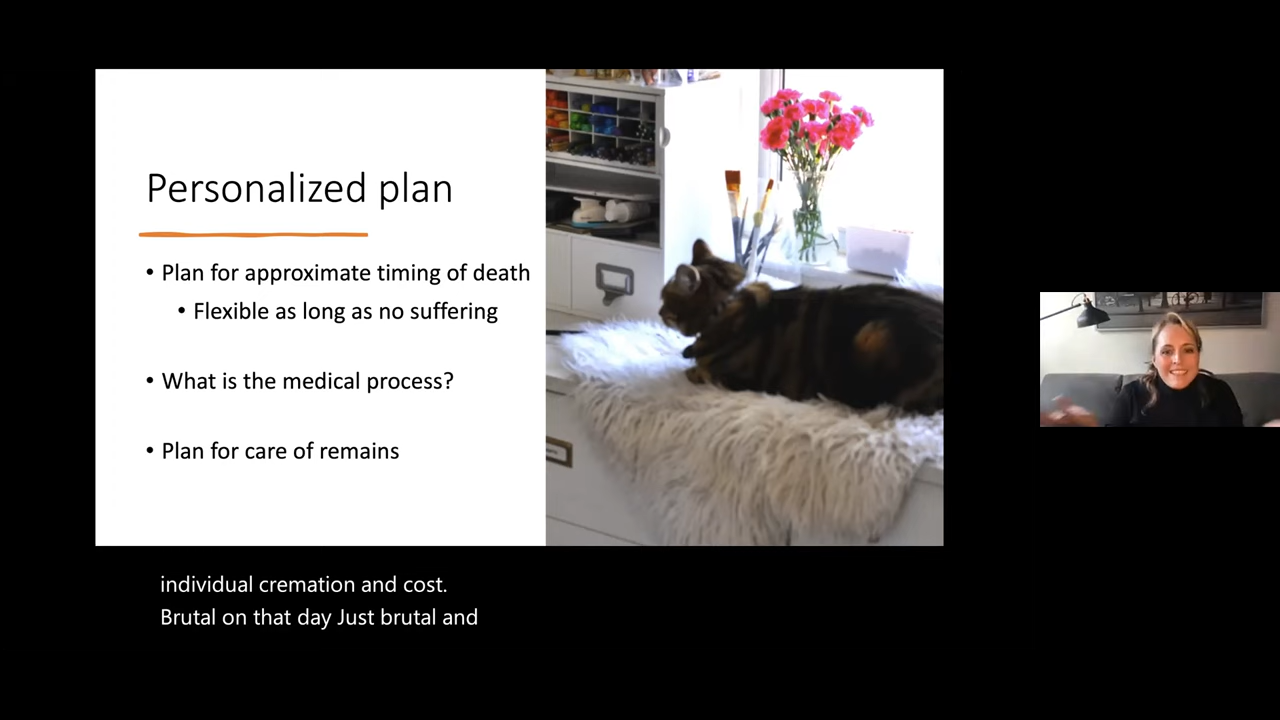 Personalized plan
• Plan for approximate timing of death
• Flexible as long as no suffering
• What is the medical process?
• Plan for care of remains
individual cremation and cost.
Brutal on that day Just brutal and